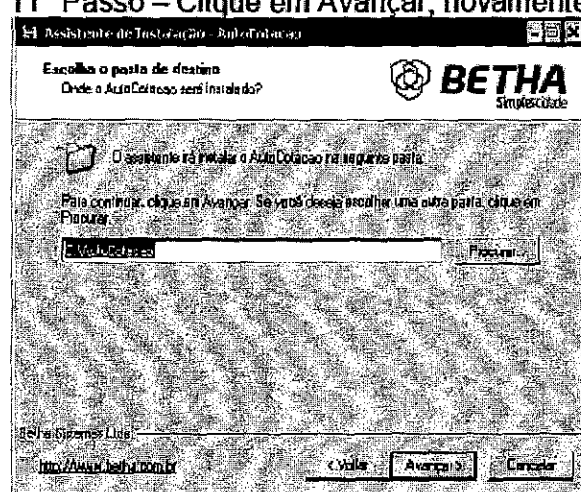 11º Passo – Clique em Avançar, novamente
Assistente de Instalação - AutoCotacao
Escolha o pasta de destino
Onde o AutoCotacao será instalado?
BETHA
Simplescidade
O assistente irá instalar o AutoCotacao na seguinte pasta.
Para continuar, clique em Avançar. Se você deseja escolher uma outra pasta, clique em
Procurar.
Procurar...
Betha Sistemas Ltda.
http://www.betha.com.br
< Voltar
Avançar >
Cancelar